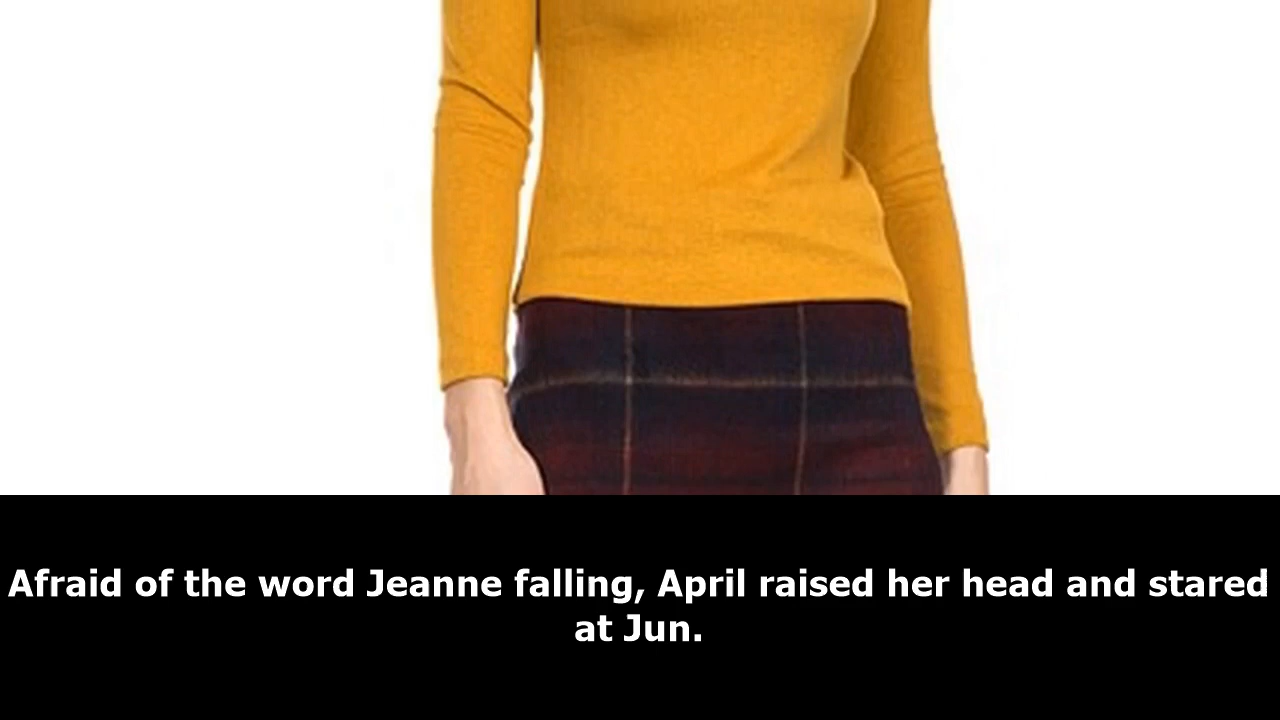 Afraid of the word Jeanne falling, April raised her head and stared
at Jun.